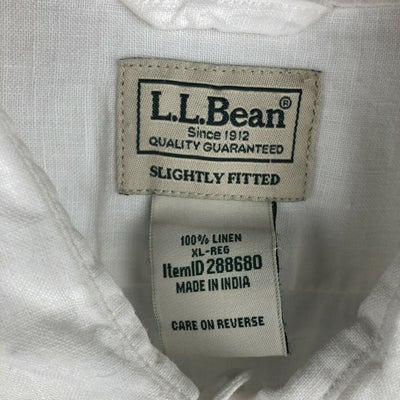 L.L.Bean®
Since 1912
QUALITY GUARANTEED
SLIGHTLY FITTED
100% LINEN
XL-REG
ItemID 288680
MADE IN INDIA
CARE ON REVERSE